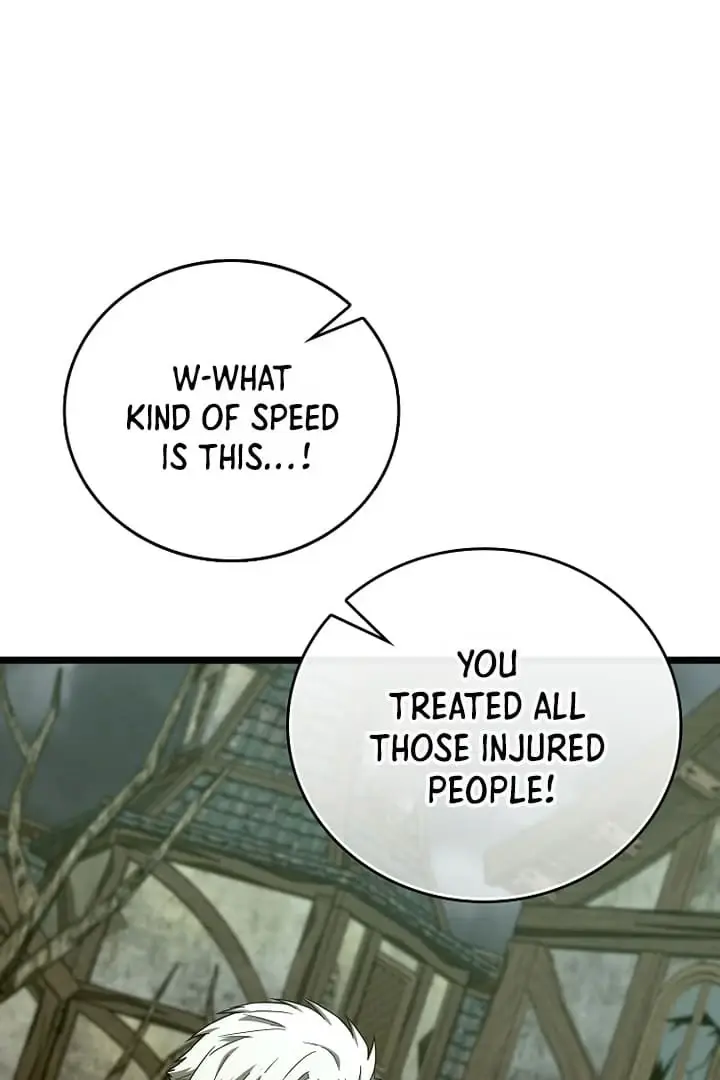 W-WHAT
KIND OF SPEED
IS THIS...!
YOU
TREATED ALL
THOSE INJURED
PEOPLE!